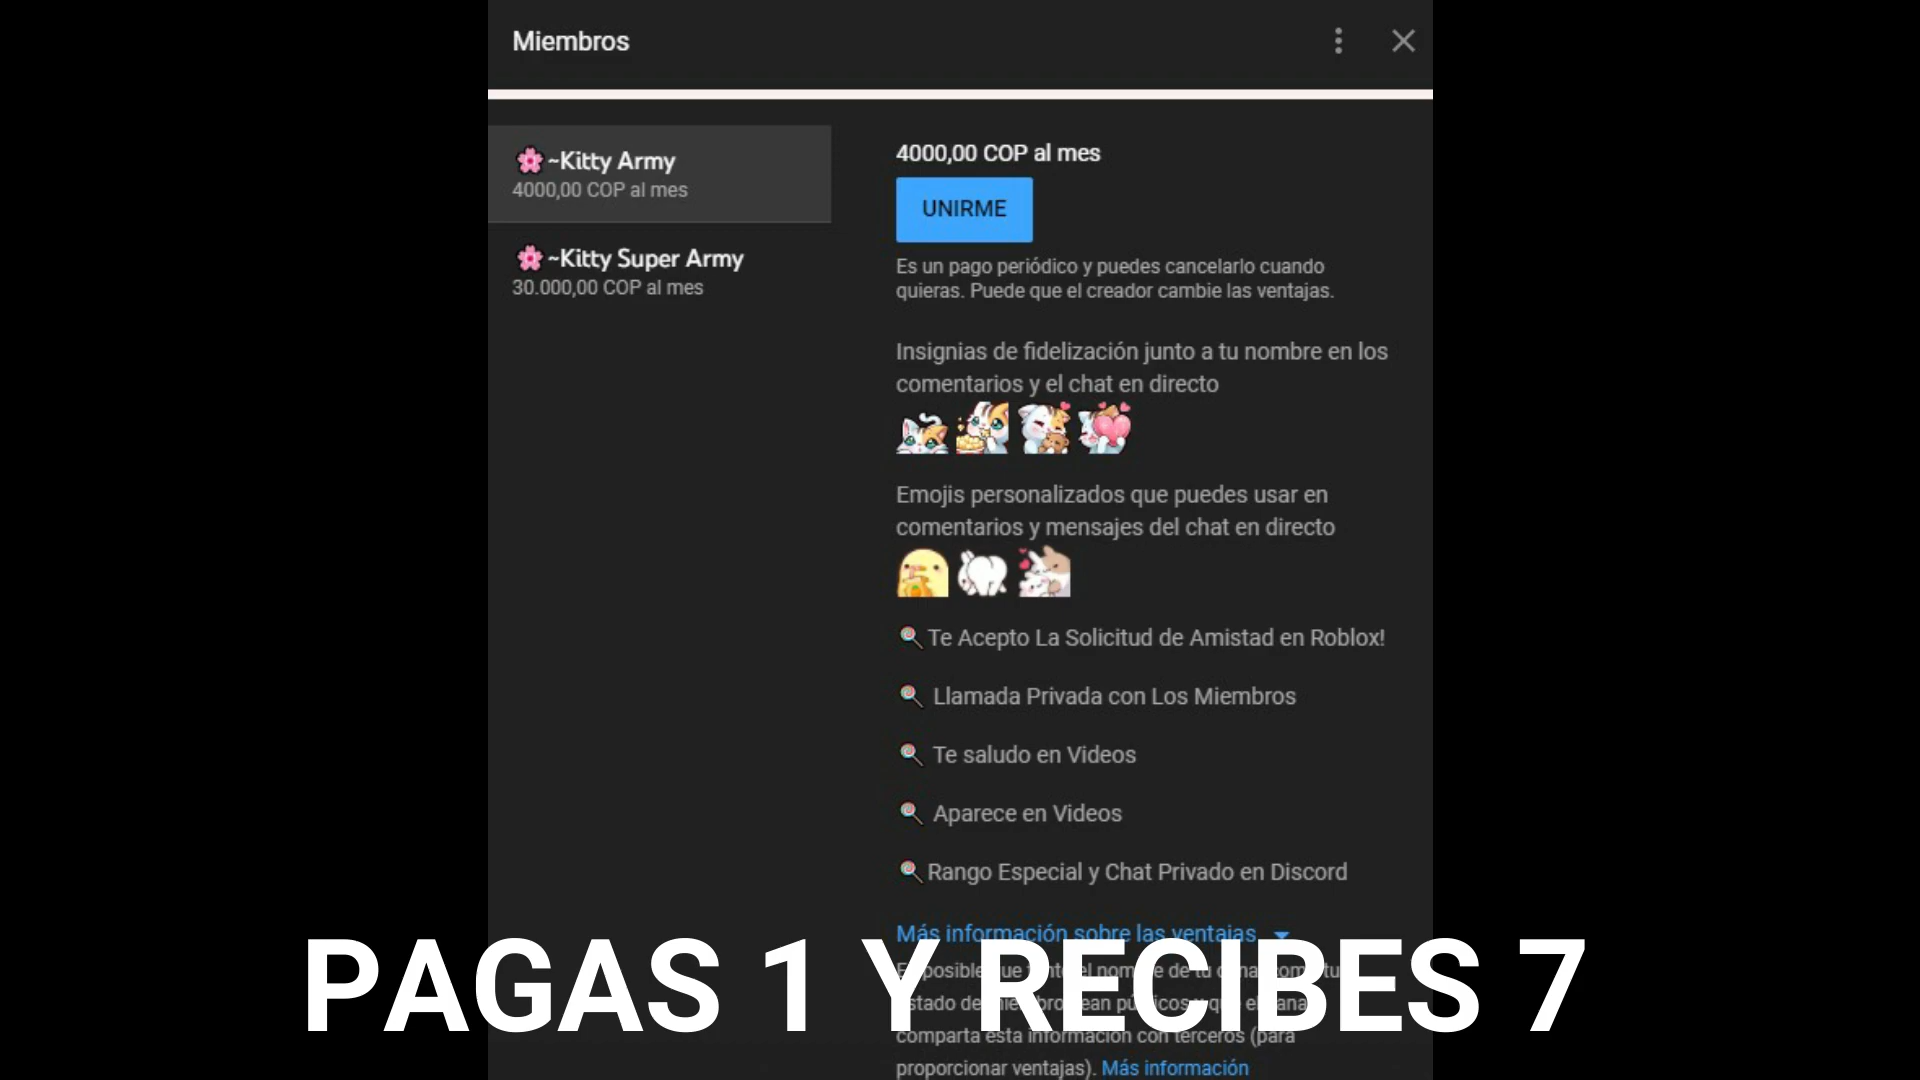 Miembros
~Kitty Army
4000,00 COP al mes
~Kitty Super Army
30.000,00 COP al mes
4000,00 COP al mes
UNIRME
Es un pago periódico y puedes cancelarlo cuando
quieras. Puede que el creador cambie las ventajas.
Insignias de fidelización junto a tu nombre en los
comentarios y el chat en directo
Emojis personalizados que puedes usar en
comentarios y mensajes del chat en directo
Te Acepto La Solicitud de Amistad en Roblox!
Llamada Privada con Los Miembros
Te saludo en Videos
Aparece en Videos
Rango Especial y Chat Privado en Discord
Más información sobre las ventajas
PAGAS 1 Y RECIBES 7
comparta esta información con terceros (para
proporcionar ventajas). Más información